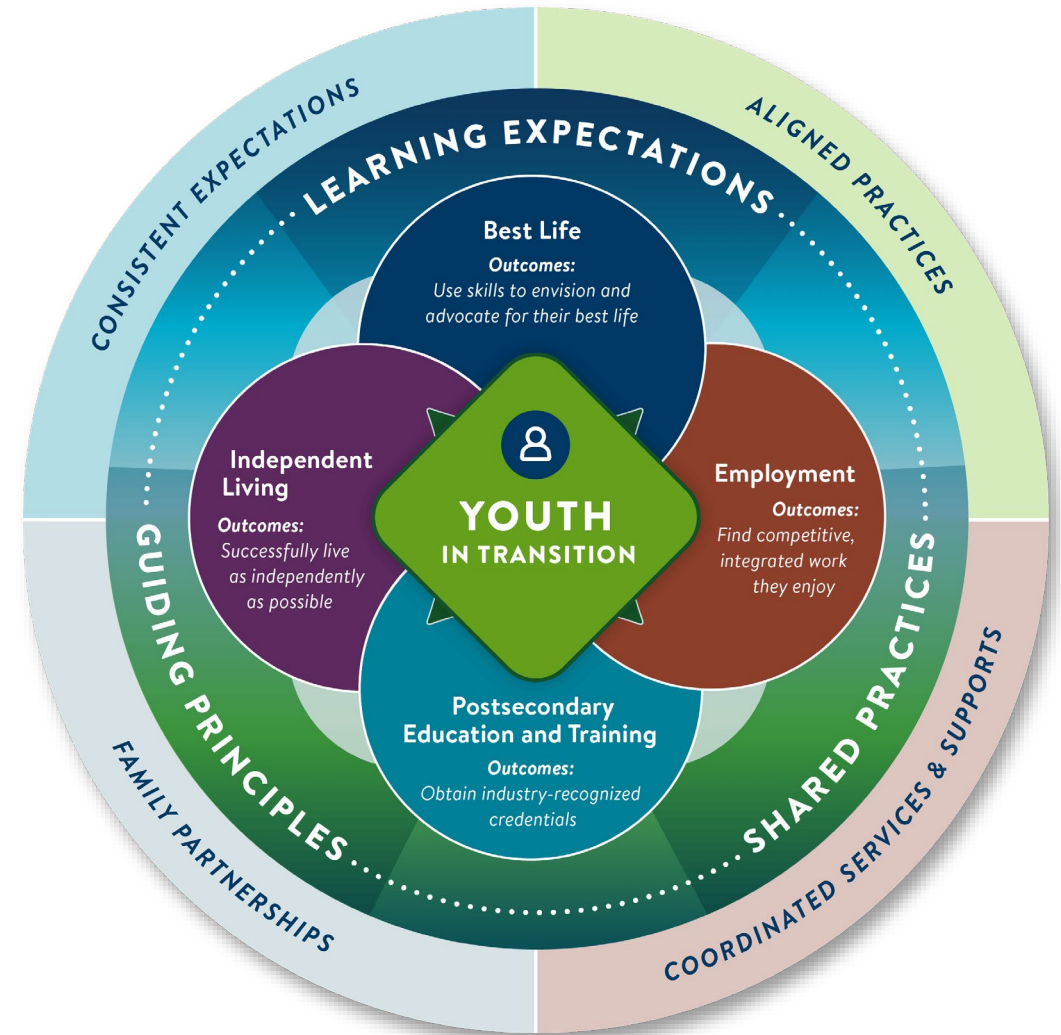 CONSISTENT EXPECTATIONS
ALIGNED PRACTICES
LEARNING EXPECTATIONS
Best Life
Outcomes:
Use skills to envision and
advocate for their best life
Independent
Living
Outcomes:
Successfully live
as independently
as possible
YOUTH
IN TRANSITION
Employment
Outcomes:
Find competitive,
integrated work
they enjoy
Postsecondary
Education and Training
Outcomes:
Obtain industry-recognized
credentials
GUIDING PRINCIPLES
SHARED PRACTICES
FAMILY PARTNERSHIPS
COORDINATED SERVICES & SUPPORTS